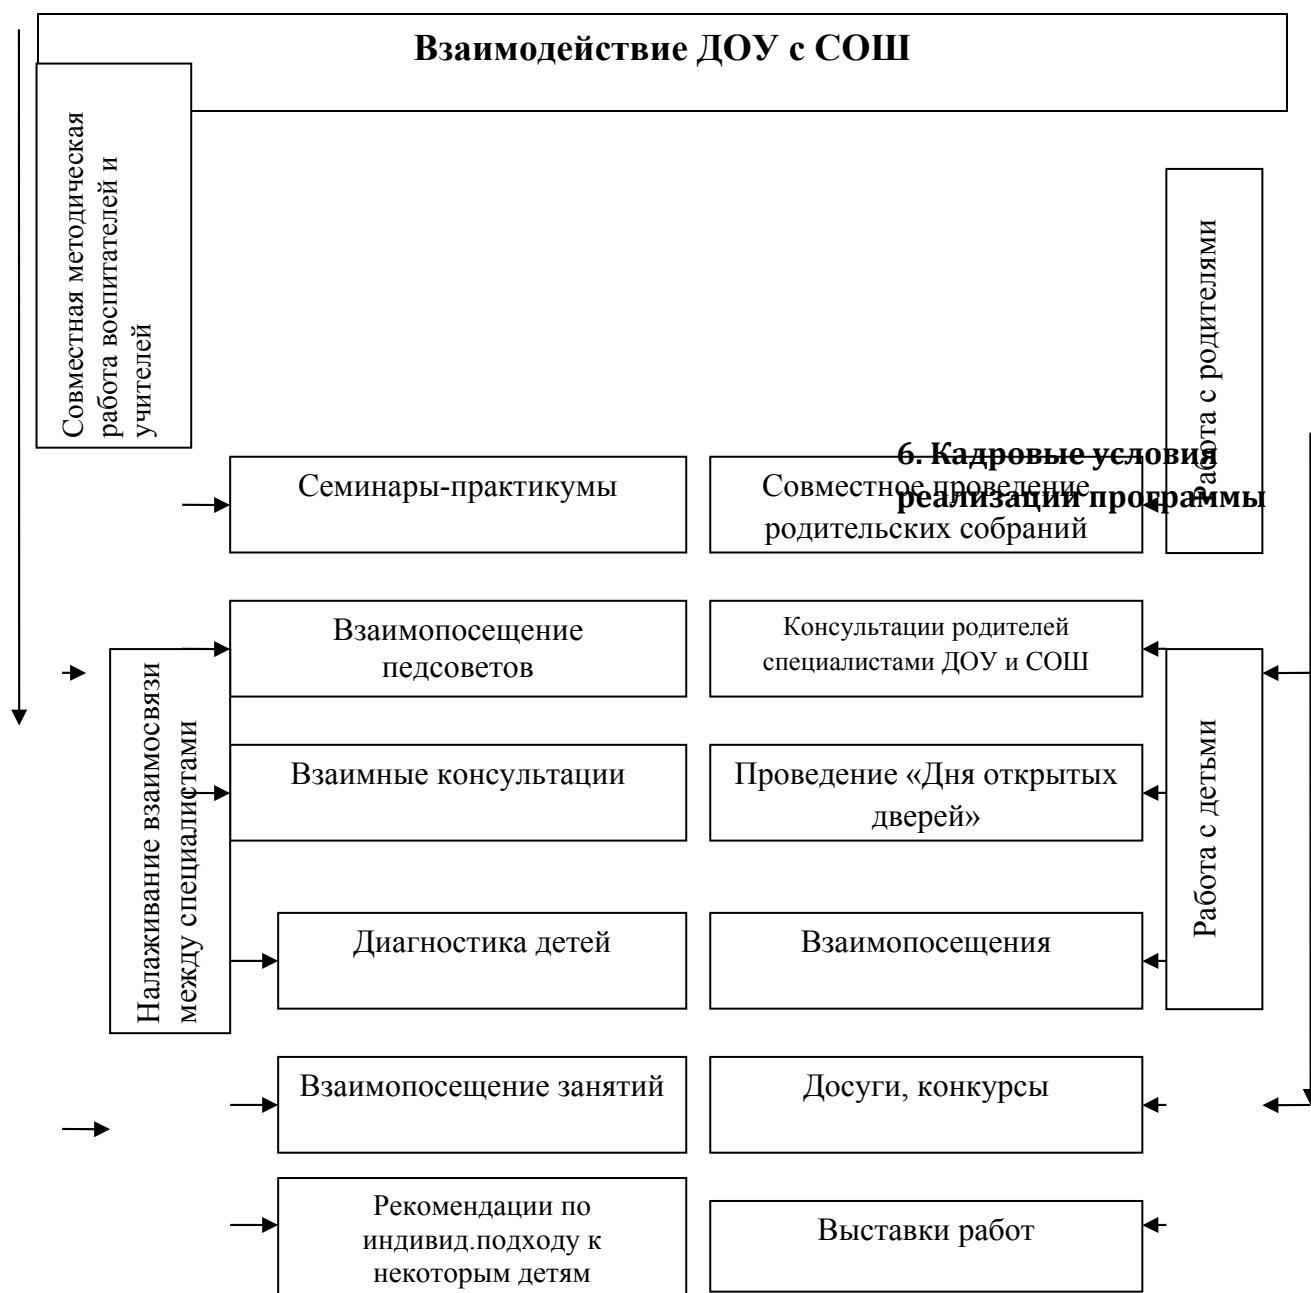 Взаимодействие ДОУ с СОШ
Совместная методическая
работа воспитателей и
учителей
Работа с родителями
6. Кадровые условия
реализации программы
Семинары-практикумы
Совместное проведение
родительских собраний
Взаимопосещение
педсоветов
Консультации родителей
специалистами ДОУ и СОШ
Налаживание взаимосвязи
между специалистами
Работа с детьми
Взаимные консультации
Проведение «Дня открытых
дверей»
Диагностика детей
Взаимопосещения
Взаимопосещение занятий
Досуги, конкурсы
Рекомендации по
индивид.подходу к
некоторым детям
Выставки работ